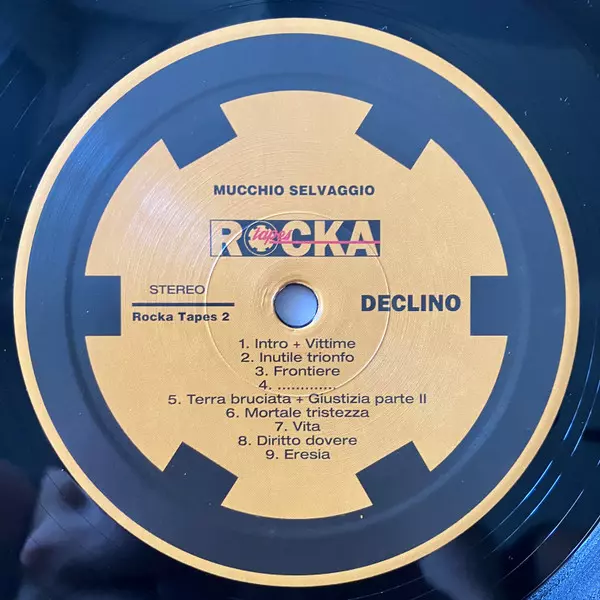 MUCCHIO SELVAGGIO
ROCKA
tapes
STEREO
Rocka Tapes 2
DECLINO
1. Intro + Vittime
2. Inutile trionfo
3. Frontiere
4. .............
5. Terra bruciata + Giustizia parte II
6. Mortale tristezza
7. Vita
8. Diritto dovere
9. Eresia